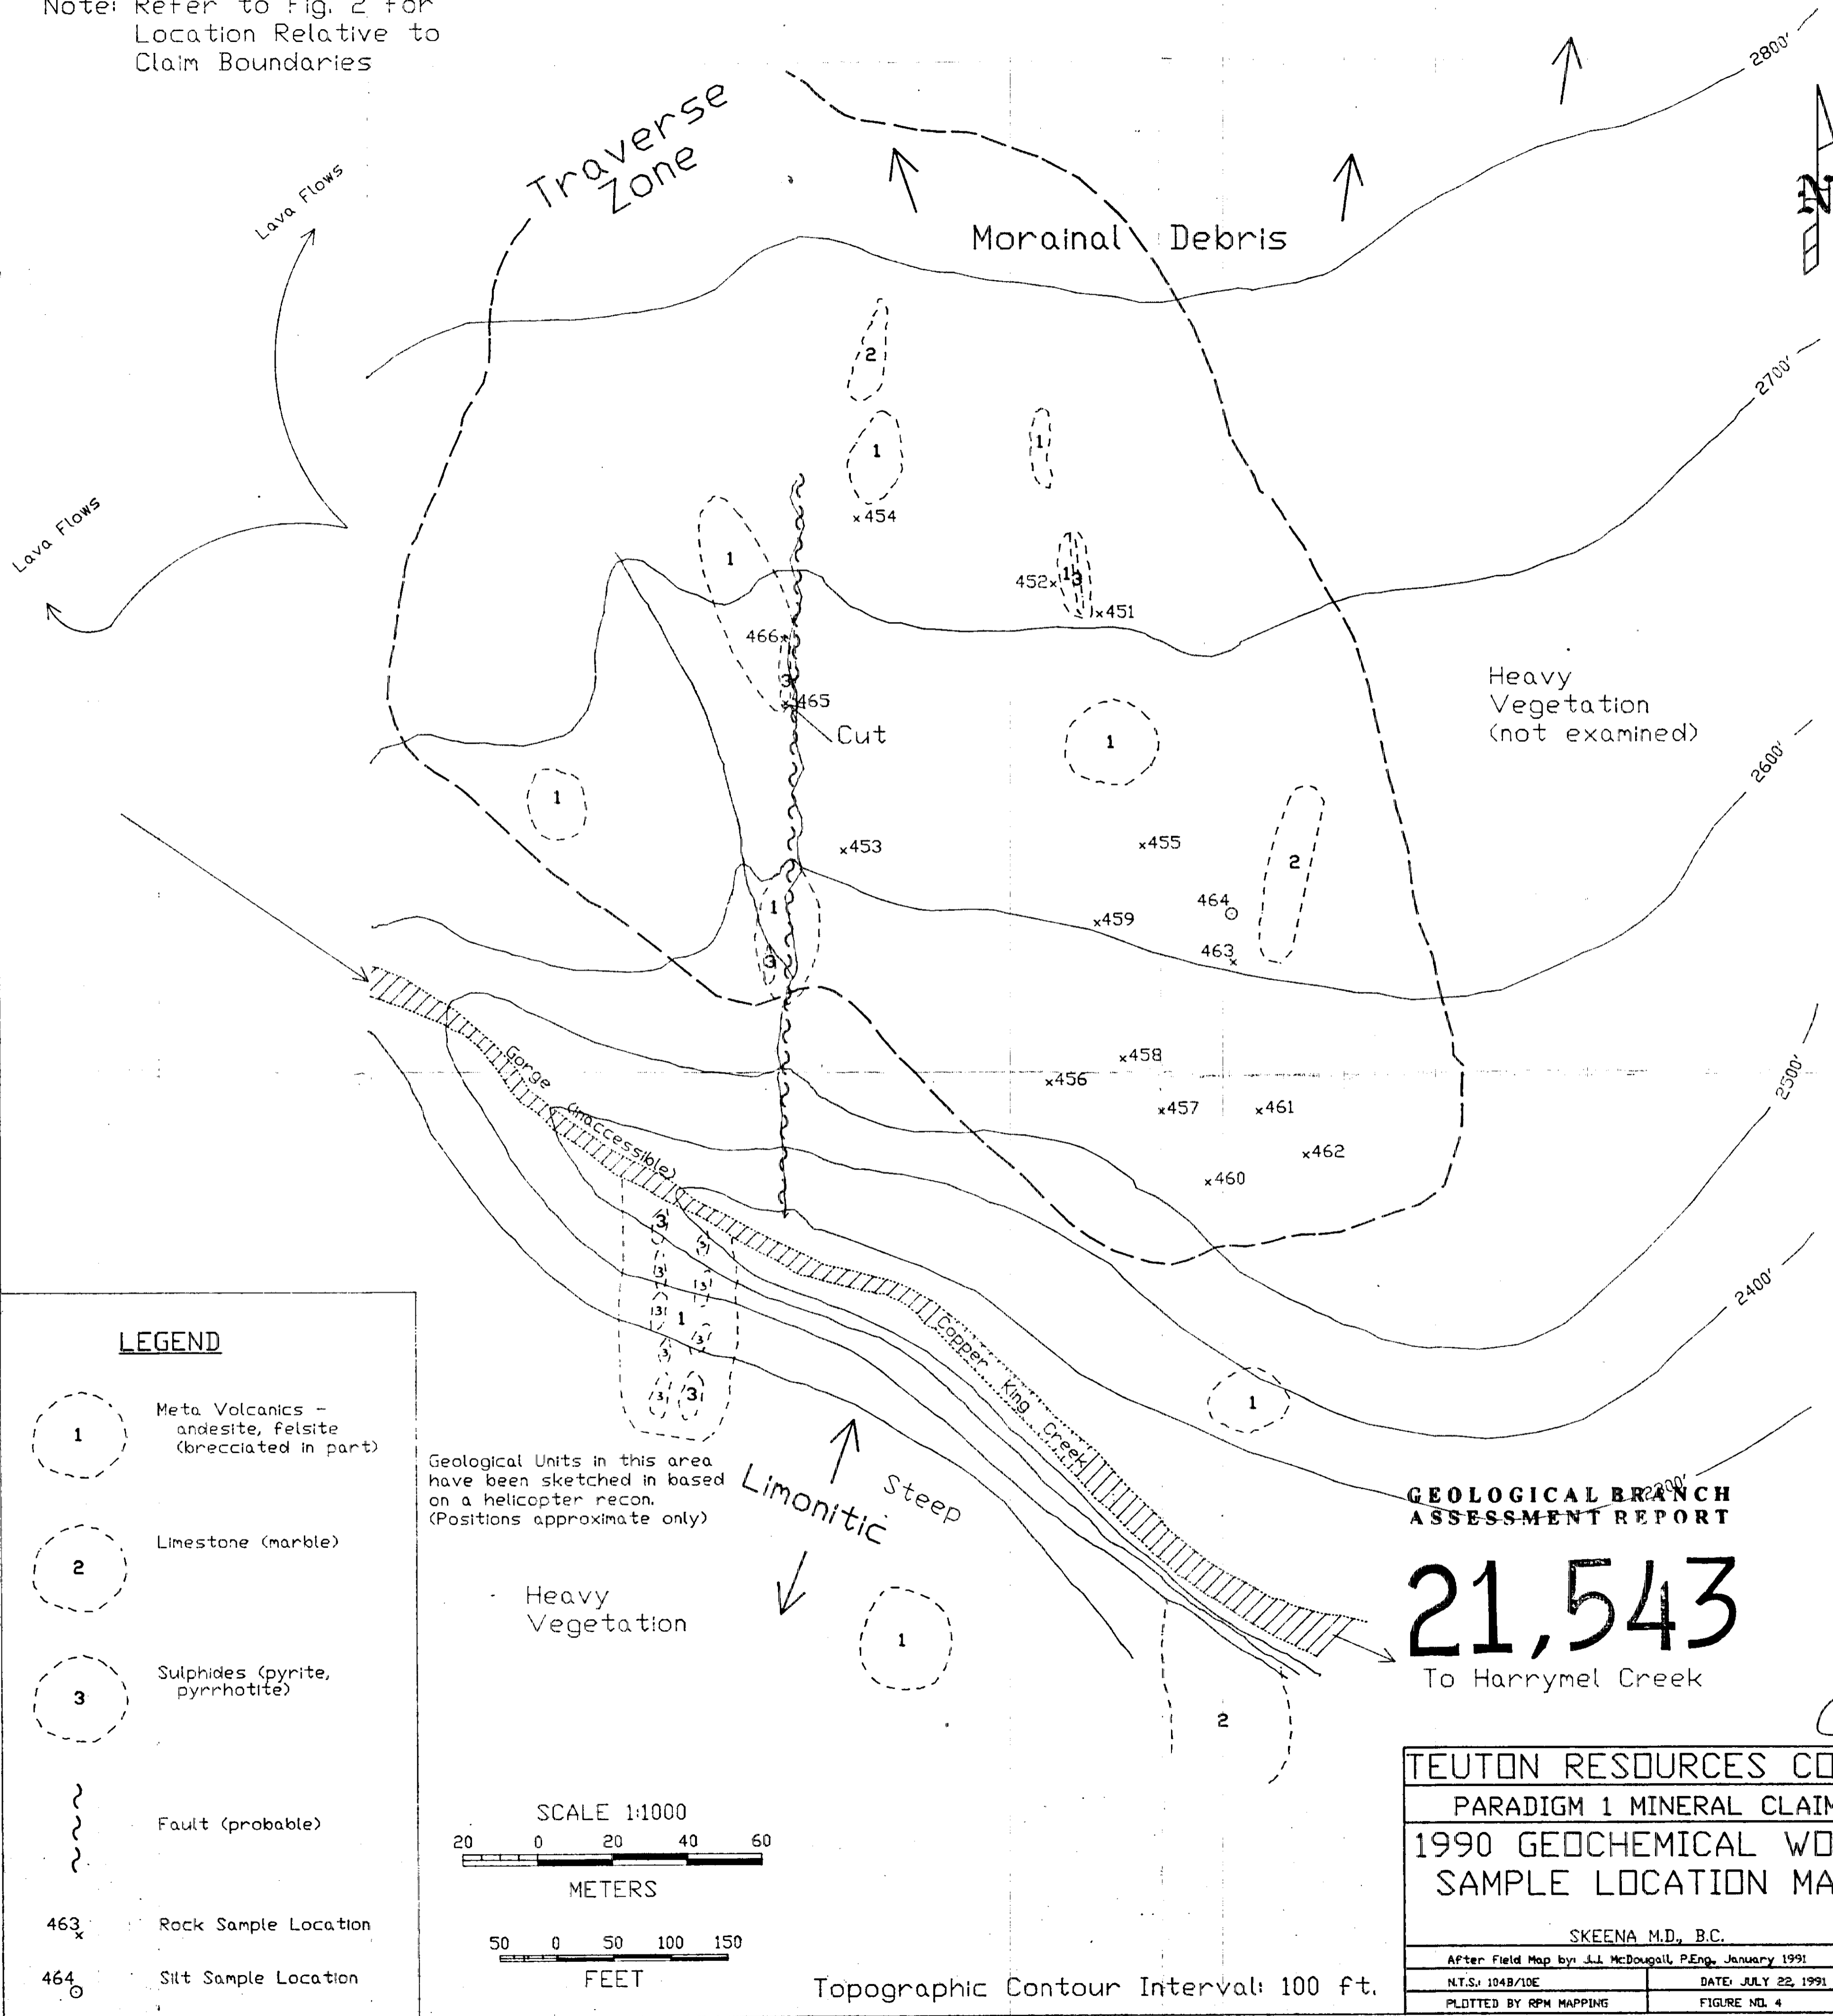 Note: Refer to Fig. 2 for
Location Relative to
Claim Boundaries
2800'
Traverse
Zone
Lava Flows
N
Morainal Debris
2700'
2
1
1
Lava Flows
454
1
452
1
3
451
466
3
465
Cut
Heavy
Vegetation
(not examined)
1
2600'
1
453
455
2
1
464
459
463
3
Gorge
(Inaccessible)
458
456
457
461
2500'
462
460
3
3
3
3
3
1
3
3
3
3
2400'
Copper King Creek
1
LEGEND
1
Meta Volcanics -
andesite, felsite
(brecciated in part)
2
Limestone (marble)
3
Sulphides (pyrite,
pyrrhotite)
Fault (probable)
463
Rock Sample Location
464
Silt Sample Location
Geological Units in this area
have been sketched in based
on a helicopter recon.
(Positions approximate only)
Limonitic
Steep
Heavy
Vegetation
1
2
2300'
GEOLOGICAL BRANCH
ASSESSMENT REPORT
21,543
To Harrymel Creek
SCALE 1:1000
20 0 20 40 60
METERS
50 0 50 100 150
FEET
Topographic Contour Interval: 100 ft.
TEUTON RESOURCES CO
PARADIGM 1 MINERAL CLAIM
1990 GEOCHEMICAL WO
SAMPLE LOCATION MA
SKEENA M.D., B.C.
After Field Map by: J.J. McDougall, P.Eng., January 1991
N.T.S.: 104B/10E
DATE: JULY 22, 1991
PLOTTED BY RPM MAPPING
FIGURE NO. 4